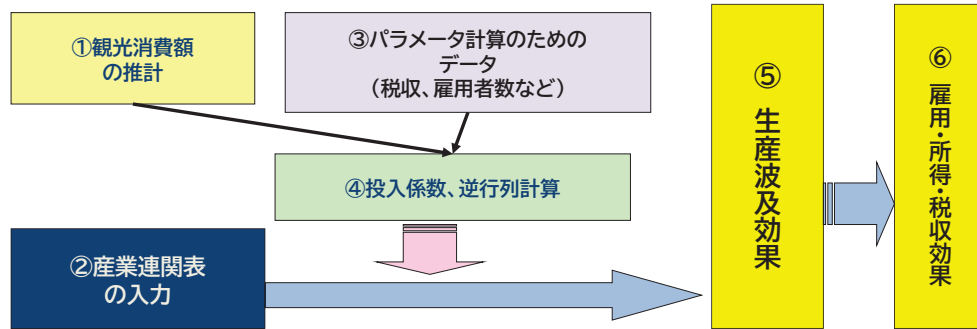 ①観光消費額
の推計
③パラメータ計算のための
データ
（税収、雇用者数など）
④投入係数、逆行列計算
②産業連関表
の入力
⑤ 生産波及効果
⑥ 雇用・所得・税収効果